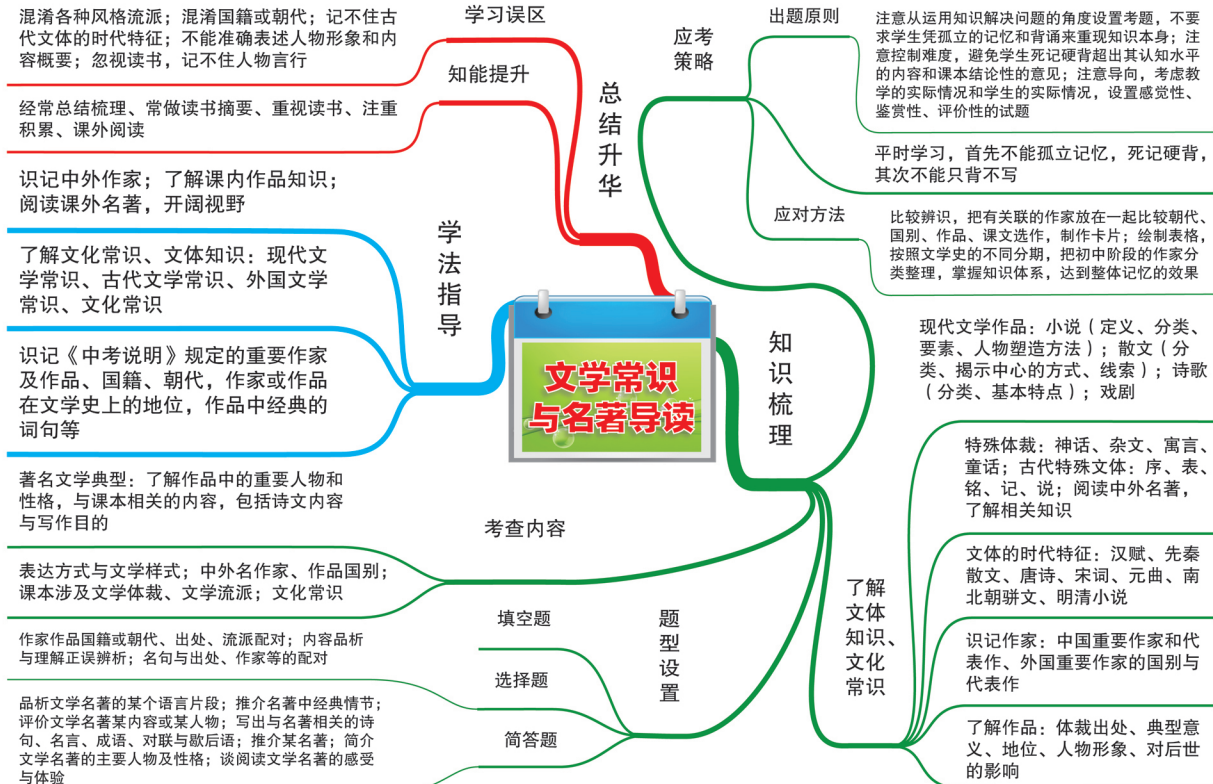 文学常识
与名著导读
总结升华
学习误区
混淆各种风格流派；混淆国籍或朝代；记不住古
代文体的时代特征；不能准确表述人物形象和内
容概要；忽视读书，记不住人物言行
知能提升
经常总结梳理、常做读书摘要、重视读书、注重
积累、课外阅读
学法指导
识记中外作家；了解课内作品知识；
阅读课外名著，开阔视野
了解文化常识、文体知识：现代文
学常识、古代文学常识、外国文学
常识、文化常识
识记《中考说明》规定的重要作家
及作品、国籍、朝代，作家或作品
在文学史上的地位，作品中经典的
词句等
知识梳理
应考
策略
出题原则
注意从运用知识解决问题的角度设置考题，不要
求学生凭孤立的记忆和背诵来重现知识本身；注
意控制难度，避免学生死记硬背超出其认知水平
的内容和课本结论性的意见；注意导向，考虑教
学的实际情况和学生的实际情况，设置感觉性、
鉴赏性、评价性的试题
平时学习，首先不能孤立记忆，死记硬背，
其次不能只背不写
应对方法
比较辨识，把有关联的作家放在一起比较朝代、
国别、作品、课文选作，制作卡片；绘制表格，
按照文学史的不同分期，把初中阶段的作家分
类整理，掌握知识体系，达到整体记忆的效果
了解
文体
知识、
文化
常识
现代文学作品：小说（定义、分类、
要素、人物塑造方法）；散文（分
类、揭示中心的方式、线索）；诗歌
（分类、基本特点）；戏剧
特殊体裁：神话、杂文、寓言、
童话；古代特殊文体：序、表、
铭、记、说；阅读中外名著，
了解相关知识
文体的时代特征：汉赋、先秦
散文、唐诗、宋词、元曲、南
北朝骈文、明清小说
识记作家：中国重要作家和代
表作、外国重要作家的国别与
代表作
了解作品：体裁出处、典型意
义、地位、人物形象、对后世
的影响
考查内容
著名文学典型：了解作品中的重要人物和
性格，与课本相关的内容，包括诗文内容
与写作目的
表达方式与文学样式；中外名作家、作品国别；
课本涉及文学体裁、文学流派；文化常识
题型设置
填空题
选择题
作家作品国籍或朝代、出处、流派配对；内容品析
与理解正误辨析；名句与出处、作家等的配对
简答题
品析文学名著的某个语言片段；推介名著中经典情节；
评价文学名著某内容或某人物；写出与名著相关的诗
句、名言、成语、对联与歇后语；推介某名著；简介
文学名著的主要人物及性格；谈阅读文学名著的感受
与体验